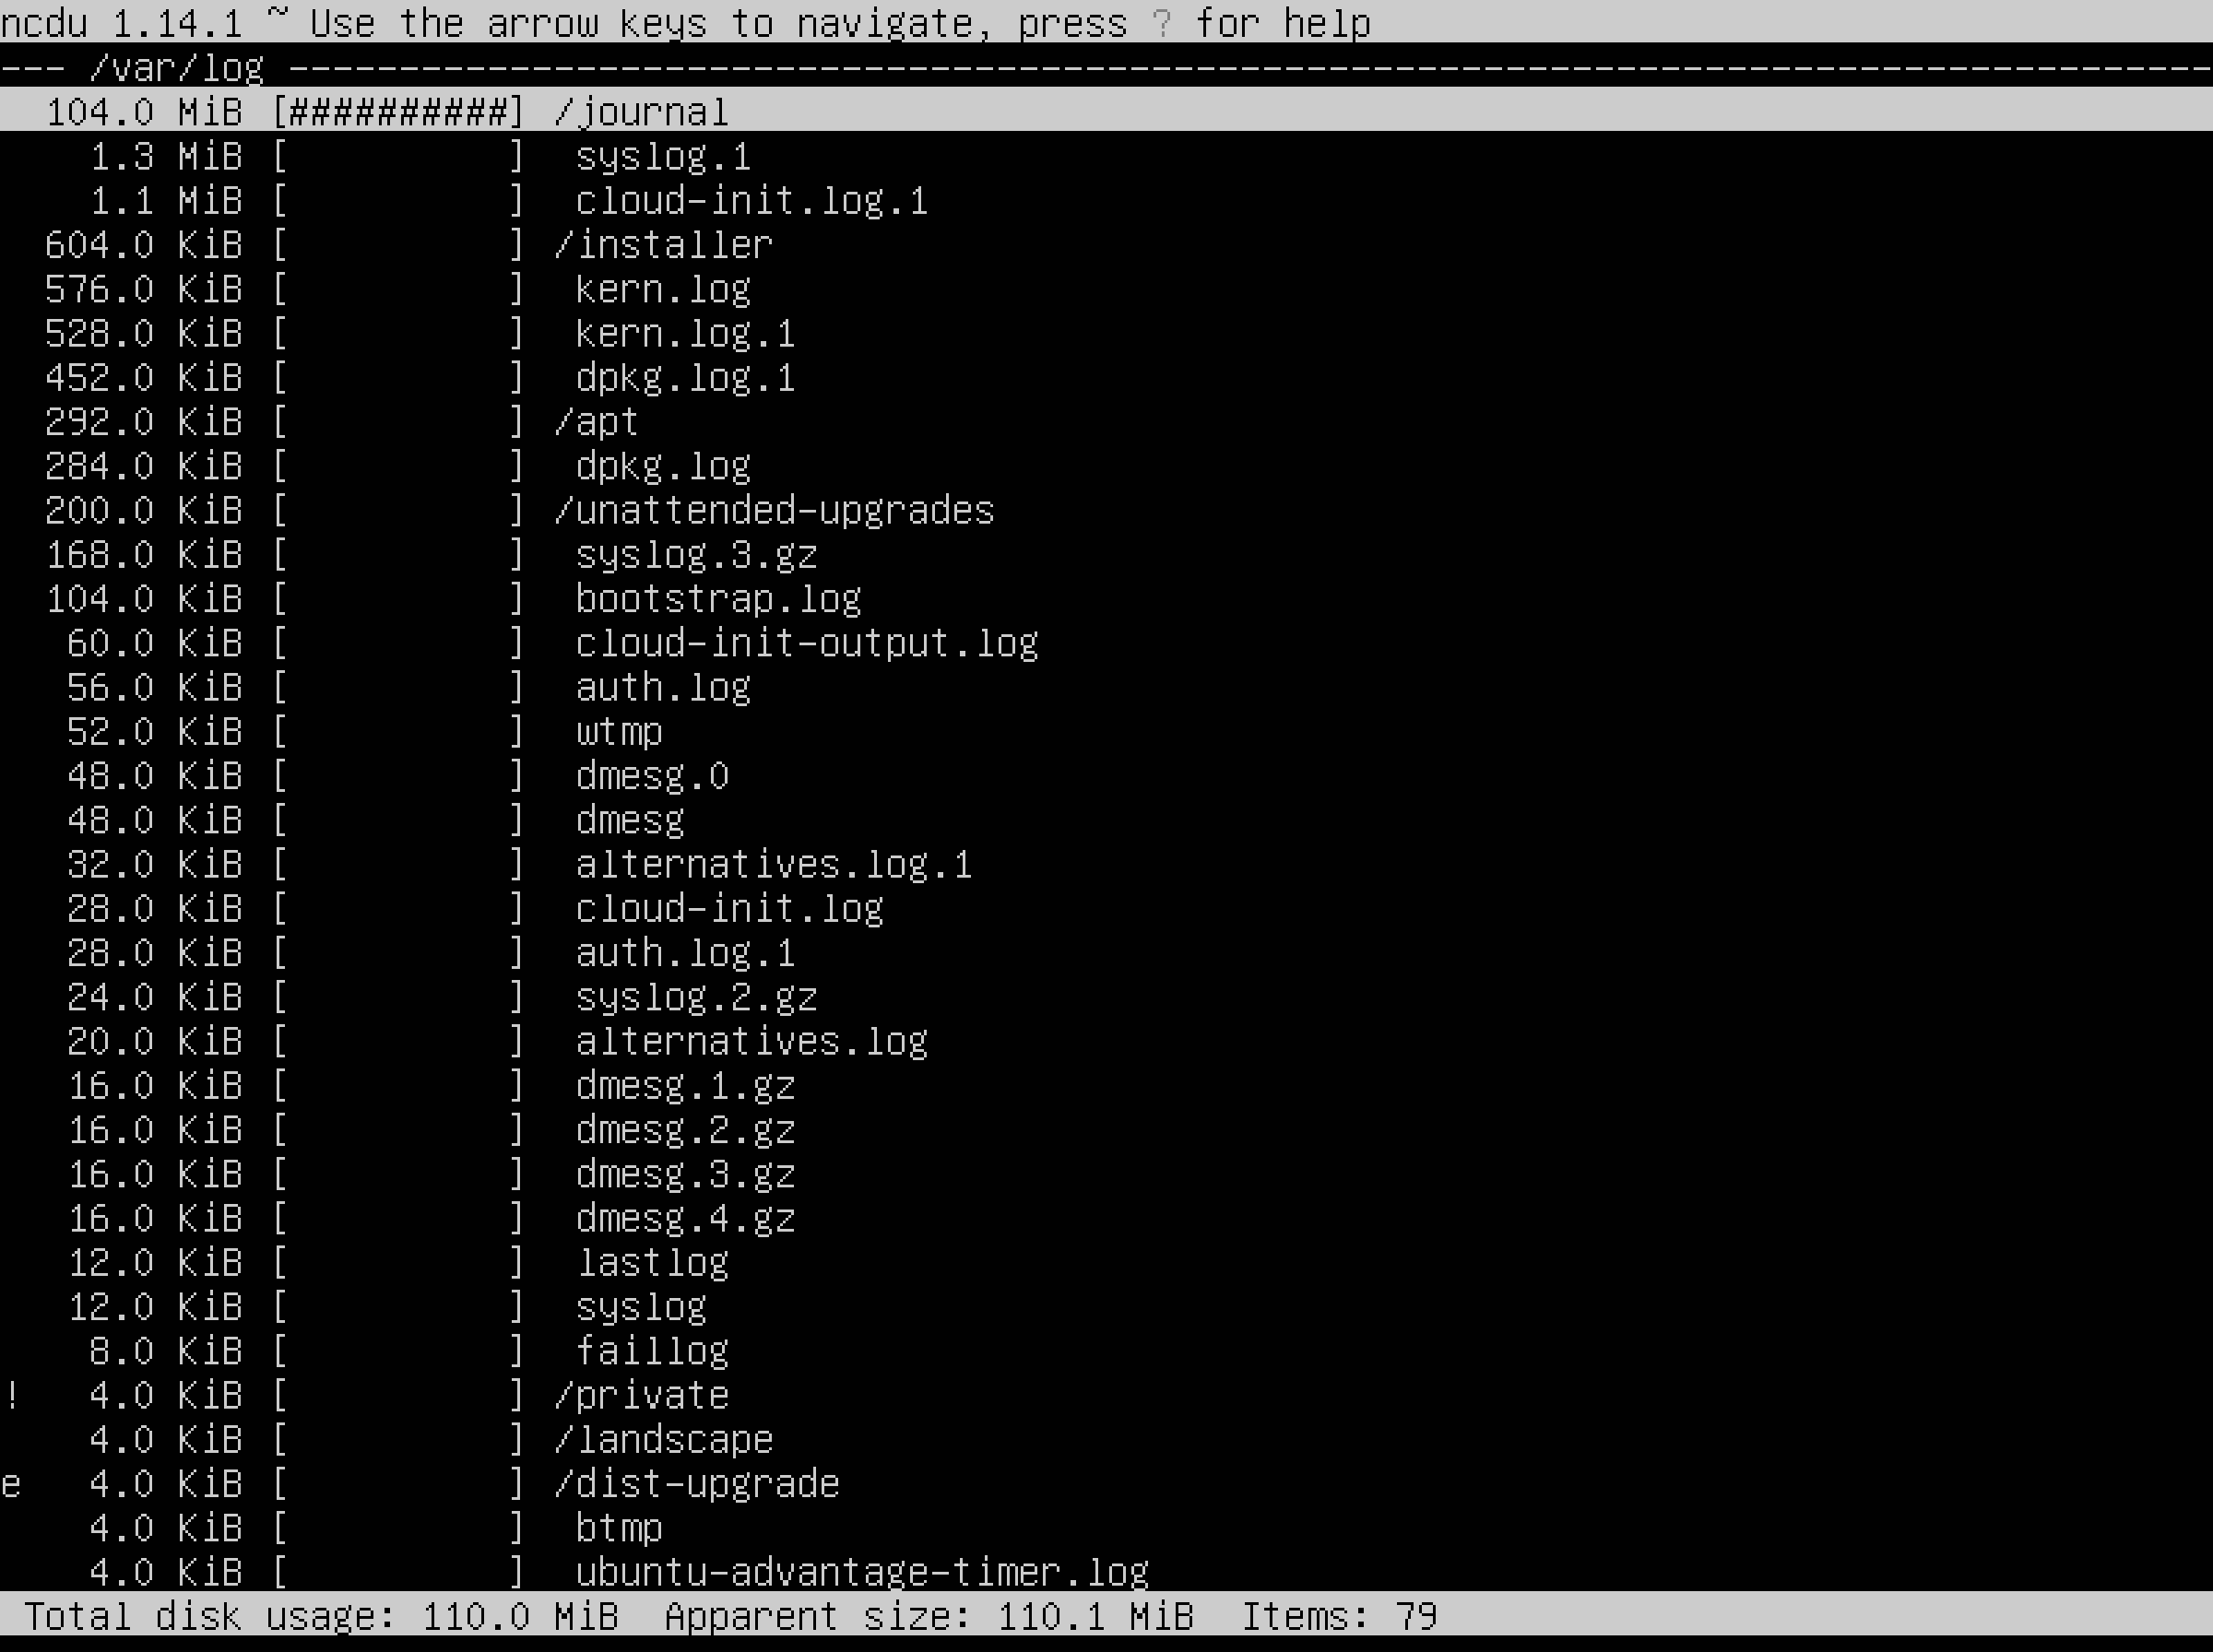 ncdu 1.14.1 ~ Use the arrow keys to navigate, press ? for help
--- /var/log ---------------------------------------------------------------------------------------
  104.0 MiB [##########] /journal
    1.3 MiB [          ]  syslog.1
    1.1 MiB [          ]  cloud-init.log.1
  604.0 KiB [          ] /installer
  576.0 KiB [          ]  kern.log
  528.0 KiB [          ]  kern.log.1
  452.0 KiB [          ]  dpkg.log.1
  292.0 KiB [          ] /apt
  284.0 KiB [          ]  dpkg.log
  200.0 KiB [          ] /unattended-upgrades
  168.0 KiB [          ]  syslog.3.gz
  104.0 KiB [          ]  bootstrap.log
   60.0 KiB [          ]  cloud-init-output.log
   56.0 KiB [          ]  auth.log
   52.0 KiB [          ]  wtmp
   48.0 KiB [          ]  dmesg.0
   48.0 KiB [          ]  dmesg
   32.0 KiB [          ]  alternatives.log.1
   28.0 KiB [          ]  cloud-init.log
   28.0 KiB [          ]  auth.log.1
   24.0 KiB [          ]  syslog.2.gz
   20.0 KiB [          ]  alternatives.log
   16.0 KiB [          ]  dmesg.1.gz
   16.0 KiB [          ]  dmesg.2.gz
   16.0 KiB [          ]  dmesg.3.gz
   16.0 KiB [          ]  dmesg.4.gz
   12.0 KiB [          ]  lastlog
   12.0 KiB [          ]  syslog
    8.0 KiB [          ]  faillog
!   4.0 KiB [          ] /private
    4.0 KiB [          ] /landscape
e   4.0 KiB [          ] /dist-upgrade
    4.0 KiB [          ]  btmp
    4.0 KiB [          ]  ubuntu-advantage-timer.log
 Total disk usage: 110.0 MiB  Apparent size: 110.1 MiB  Items: 79